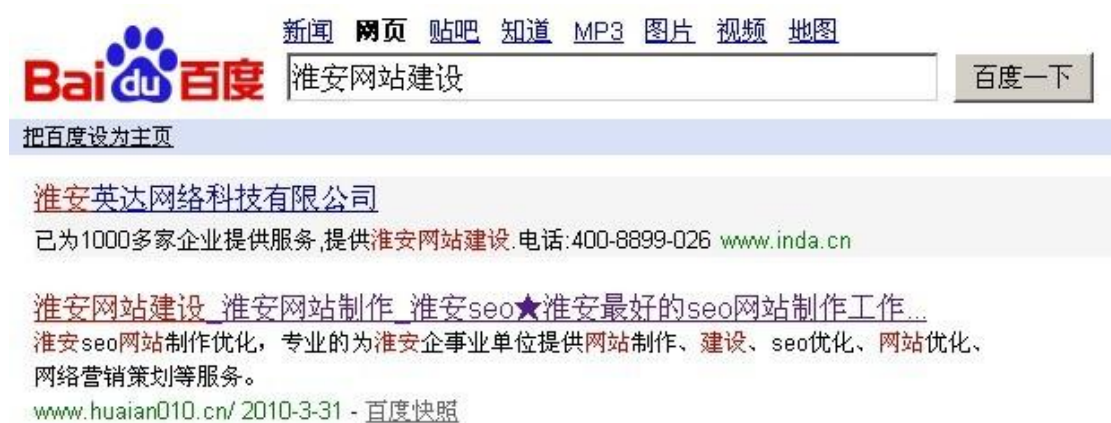 新闻 网页 贴吧 知道 MP3 图片 视频 地图
Bai du 百度 淮安网站建设 百度一下
把百度设为主页
淮安英达网络科技有限公司
已为1000多家企业提供服务,提供淮安网站建设.电话:400-8899-026 www.inda.cn
淮安网站建设_淮安网站制作_淮安seo★淮安最好的seo网站制作工作...
淮安seo网站制作优化，专业的为淮安企事业单位提供网站制作、建设、seo优化、网站优化、
网络营销策划等服务。
www.huaian010.cn/ 2010-3-31 - 百度快照